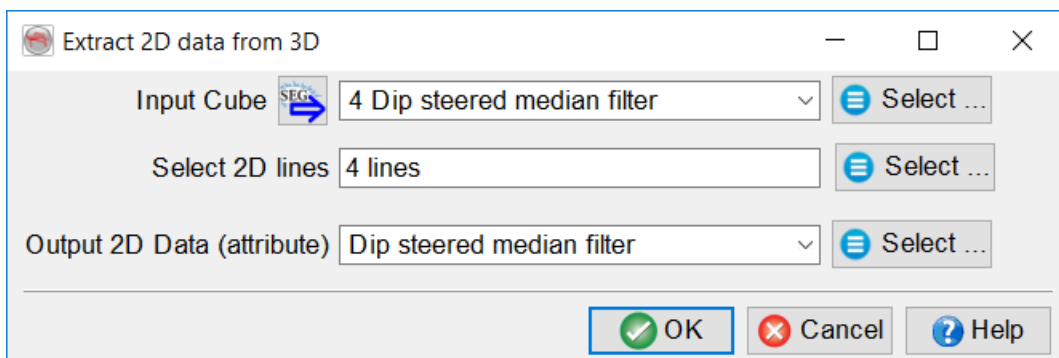 Extract 2D data from 3D
Input Cube SEG 4 Dip steered median filter Select ...
Select 2D lines 4 lines Select ...
Output 2D Data (attribute) Dip steered median filter Select ...
OK Cancel Help